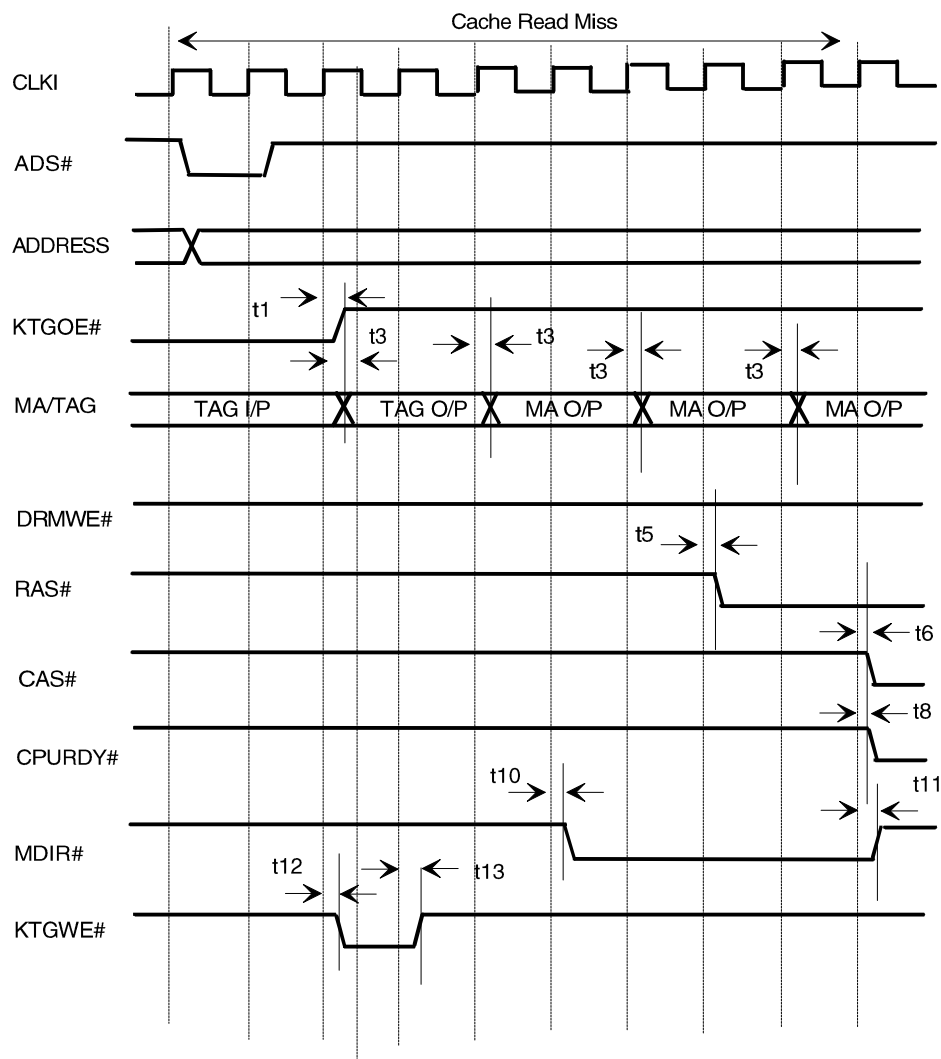 Cache Read Miss
CLKI
ADS#
ADDRESS
t1
KTGOE#
t3
t3
t3
t3
MA/TAG
TAG I/P
TAG O/P
MA O/P
MA O/P
MA O/P
DRMWE#
t5
RAS#
t6
CAS#
t8
CPURDY#
t10
t11
MDIR#
t12
t13
KTGWE#